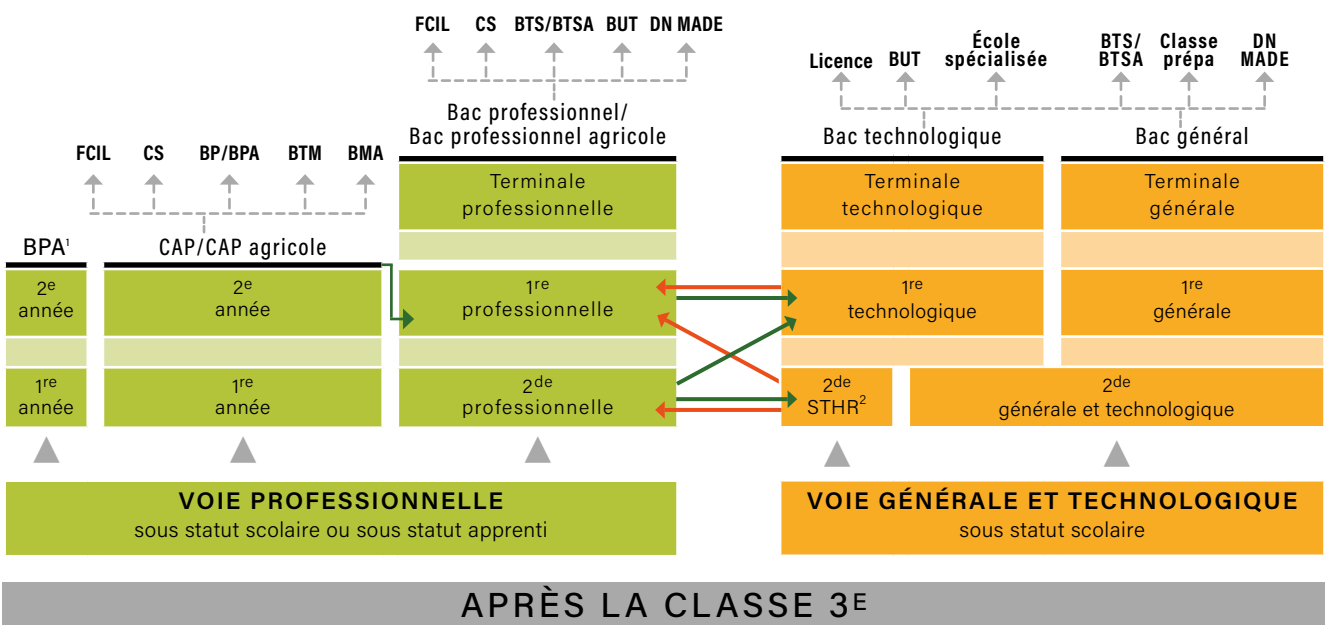 FCIL CS BTS/BTSA BUT DN MADE
Bac professionnel/
Bac professionnel agricole
Licence BUT École
spécialisée
BTS/
BTSA
Classe
prépa
DN
MADE
Bac technologique
Bac général
FCIL CS BP/BPA BTM BMA
BPA¹
CAP/CAP agricole
Terminale
professionnelle
Terminale
technologique
Terminale
générale
2e
année
2e
année
1re
professionnelle
1re
technologique
1re
générale
1re
année
1re
année
2de
professionnelle
2de
STHR²
2de
générale et technologique
VOIE PROFESSIONNELLE
sous statut scolaire ou sous statut apprenti
VOIE GÉNÉRALE ET TECHNOLOGIQUE
sous statut scolaire
APRÈS LA CLASSE 3E